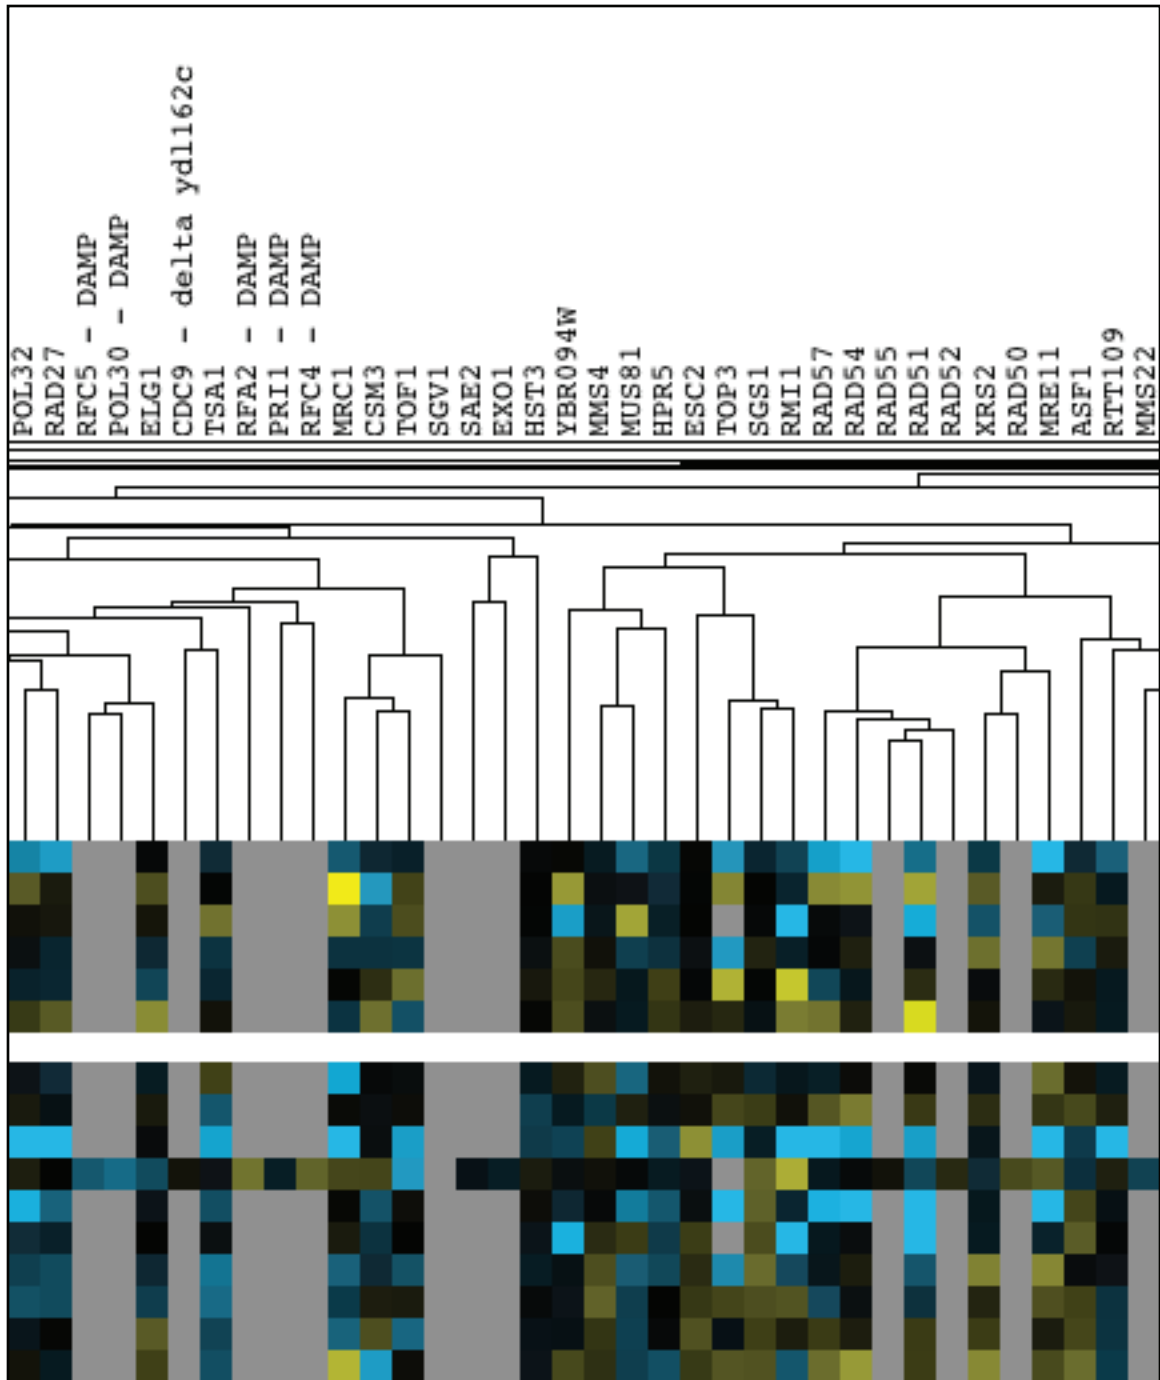 POL32
RAD27
RFC5 – DAMP
POL30 – DAMP
ELG1
CDC9 – delta ydl162c
TSA1
RFA2 – DAMP
PRI1 – DAMP
RFC4 – DAMP
MRC1
CSM3
TOF1
SGV1
SAE2
EXO1
HST3
YBR094W
MMS4
MUS81
HPR5
ESC2
TOP3
SGS1
RMI1
RAD57
RAD54
RAD55
RAD51
RAD52
XRS2
RAD50
MRE11
ASF1
RTT109
MMS22